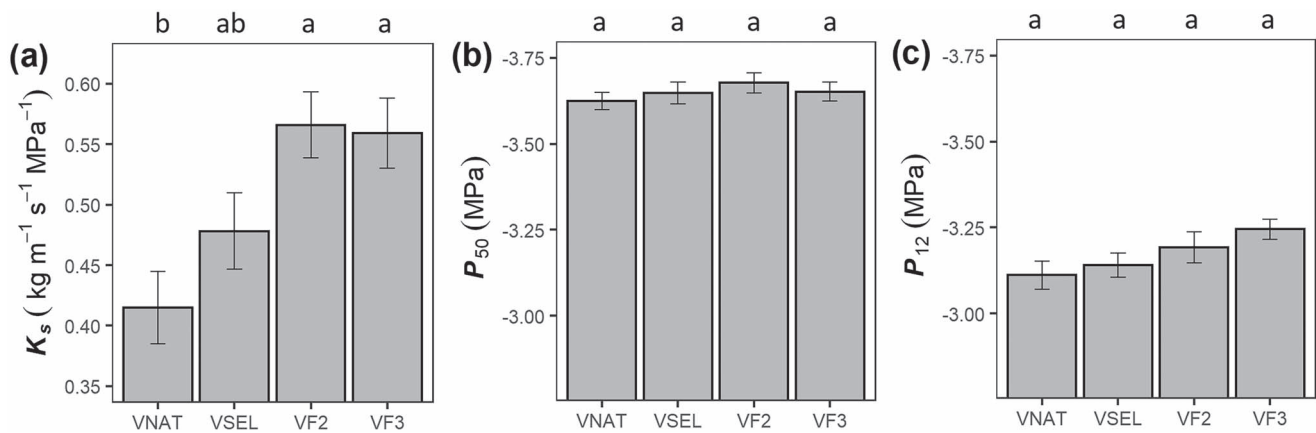 b ab a a
(a)
0.60
0.55
0.50
0.45
0.40
0.35
Ks ( kg m⁻¹ s⁻¹ MPa⁻¹)
VNAT VSEL VF2 VF3
a a a a
(b)
-3.75
-3.50
-3.25
-3.00
P50 (MPa)
VNAT VSEL VF2 VF3
a a a a
(c)
-3.75
-3.50
-3.25
-3.00
P12 (MPa)
VNAT VSEL VF2 VF3